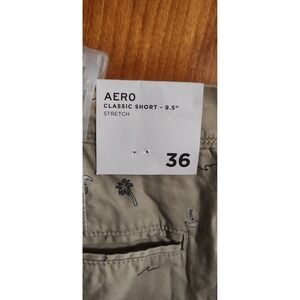 AERO
CLASSIC SHORT - 9.5"
STRETCH
36